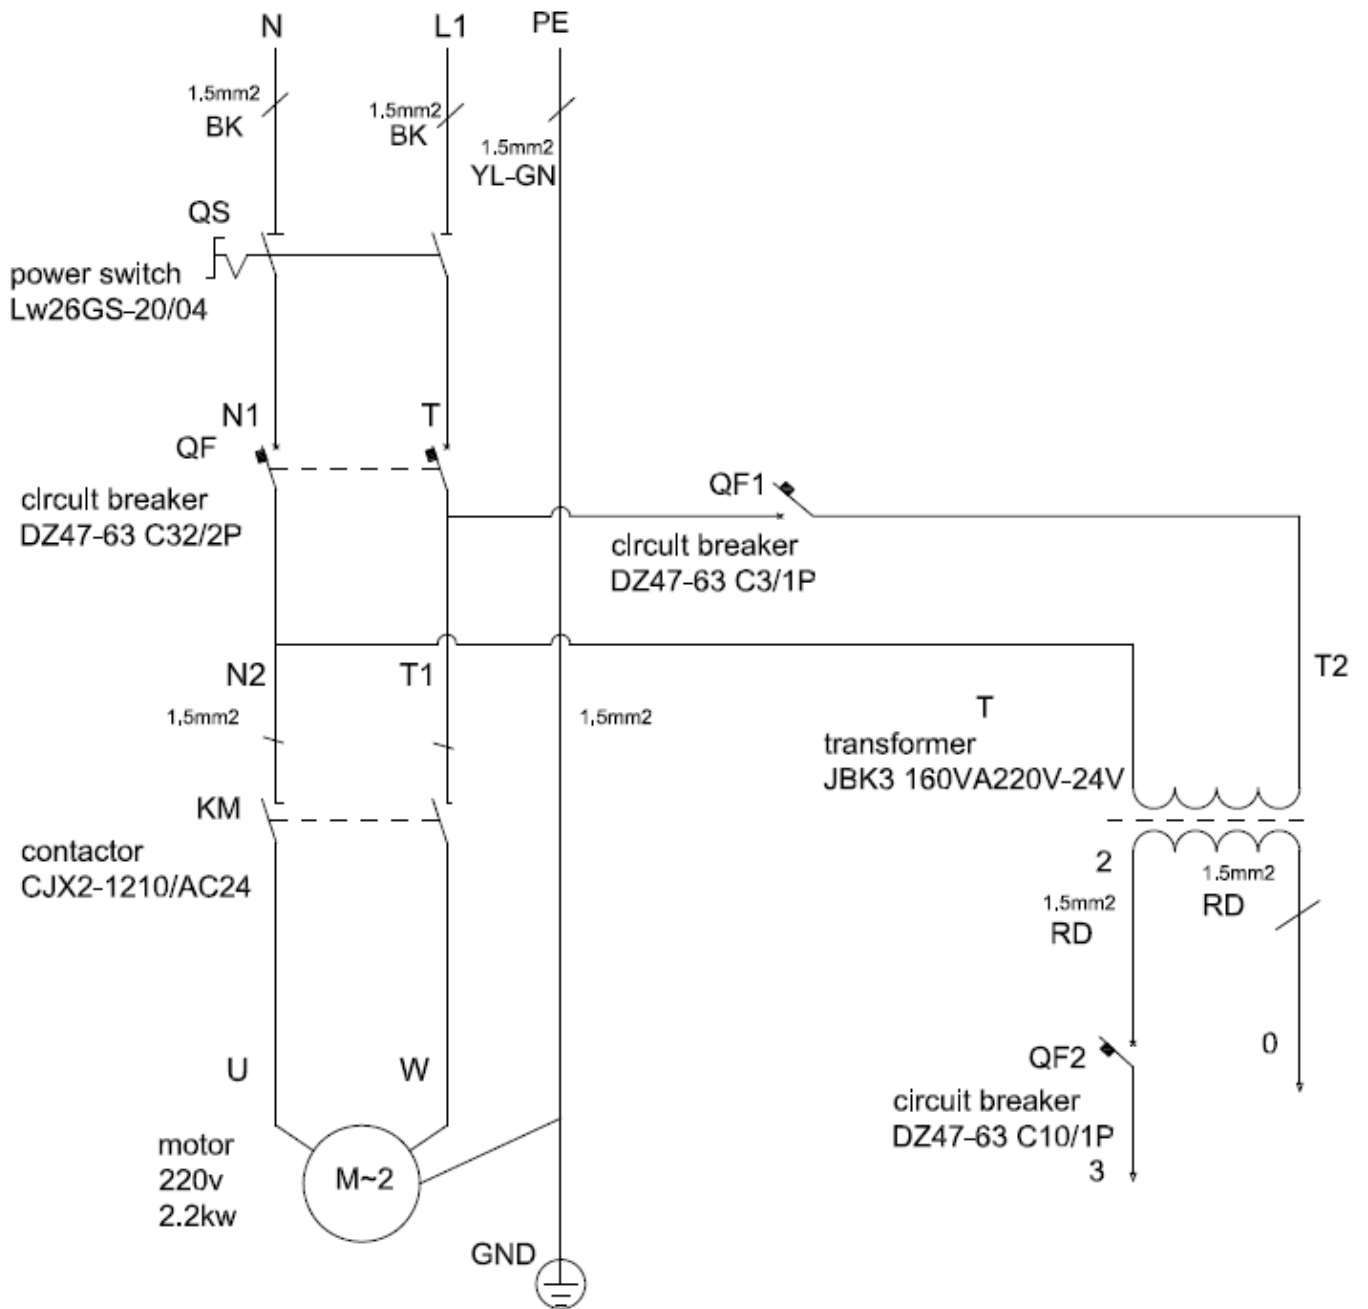 N
L1
PE
1.5mm2
BK
1.5mm2
BK
1.5mm2
YL-GN
QS
power switch
Lw26GS-20/04
N1
T
QF
cIrcuIt breaker
DZ47-63 C32/2P
QF1
cIrcuIt breaker
DZ47-63 C3/1P
N2
T1
T2
1.5mm2
1.5mm2
T
transformer
JBK3 160VA220V-24V
KM
contactor
CJX2-1210/AC24
2
1.5mm2
RD
1.5mm2
RD
QF2
0
circuit breaker
DZ47-63 C10/1P
3
U
W
motor
220v
2.2kw
M~2
GND